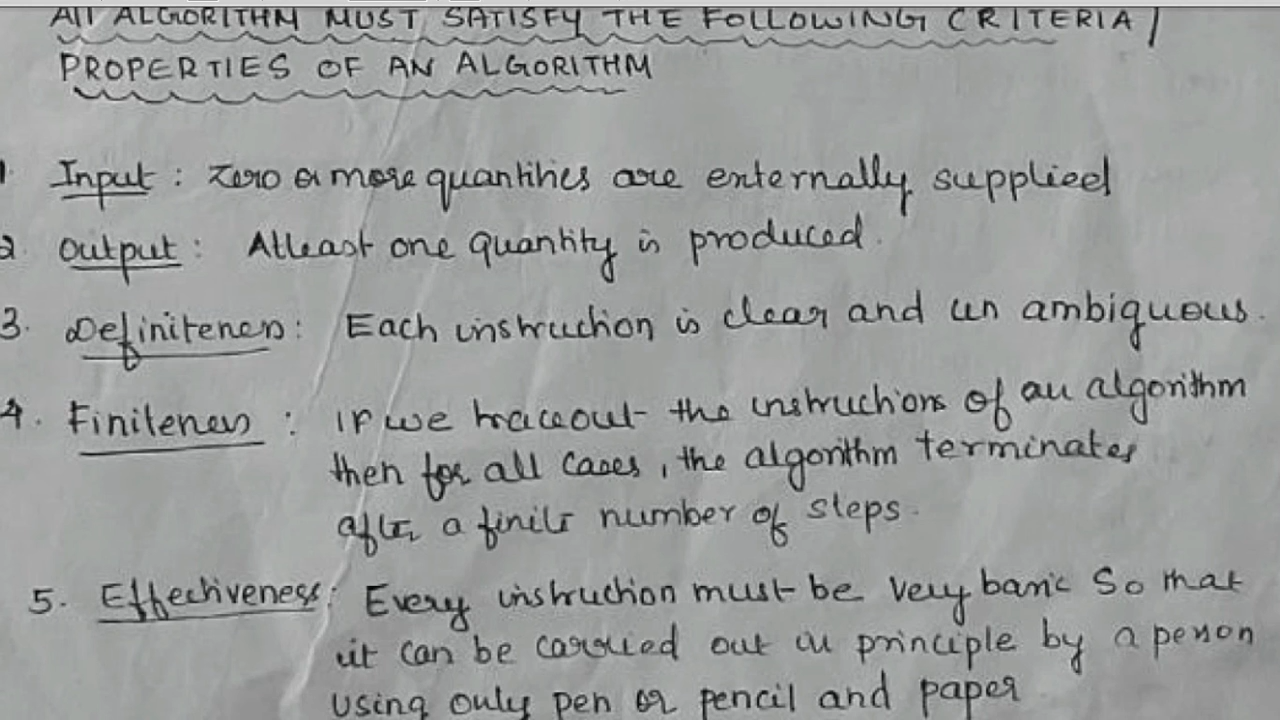 All ALGORITHM MUST SATISFY THE FOLLOWING CRITERIA /
PROPERTIES OF AN ALGORITHM
1 Input : Zero or more quantities are externally supplied
2. Output : Atleast one quantity is produced.
3. Definiteness : Each instruction is clear and un ambiguous.
4. Finiteness : If we traceout the instructions of an algorithm
then for all cases, the algorithm terminates
after a finite number of steps.
5. Effectiveness : Every instruction must be very basic So that
it can be carried out in principle by a person
using only pen or pencil and paper